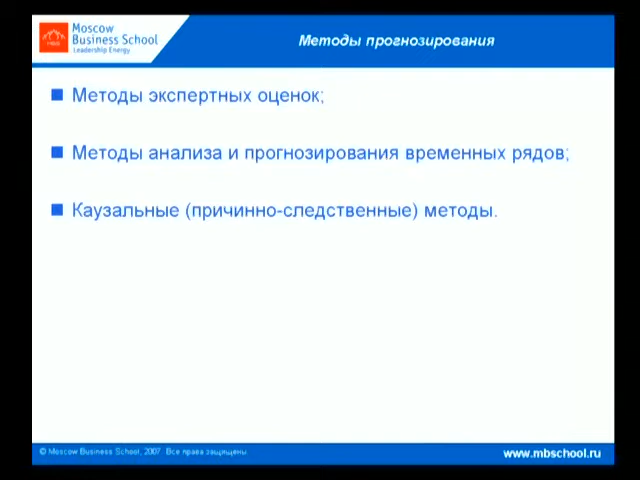 Moscow
Business School
Leadership Energy
Методы прогнозирования
Методы экспертных оценок;
Методы анализа и прогнозирования временных рядов;
Каузальные (причинно-следственные) методы.
© Moscow Business School, 2007 Все права защищены
www.mbschool.ru